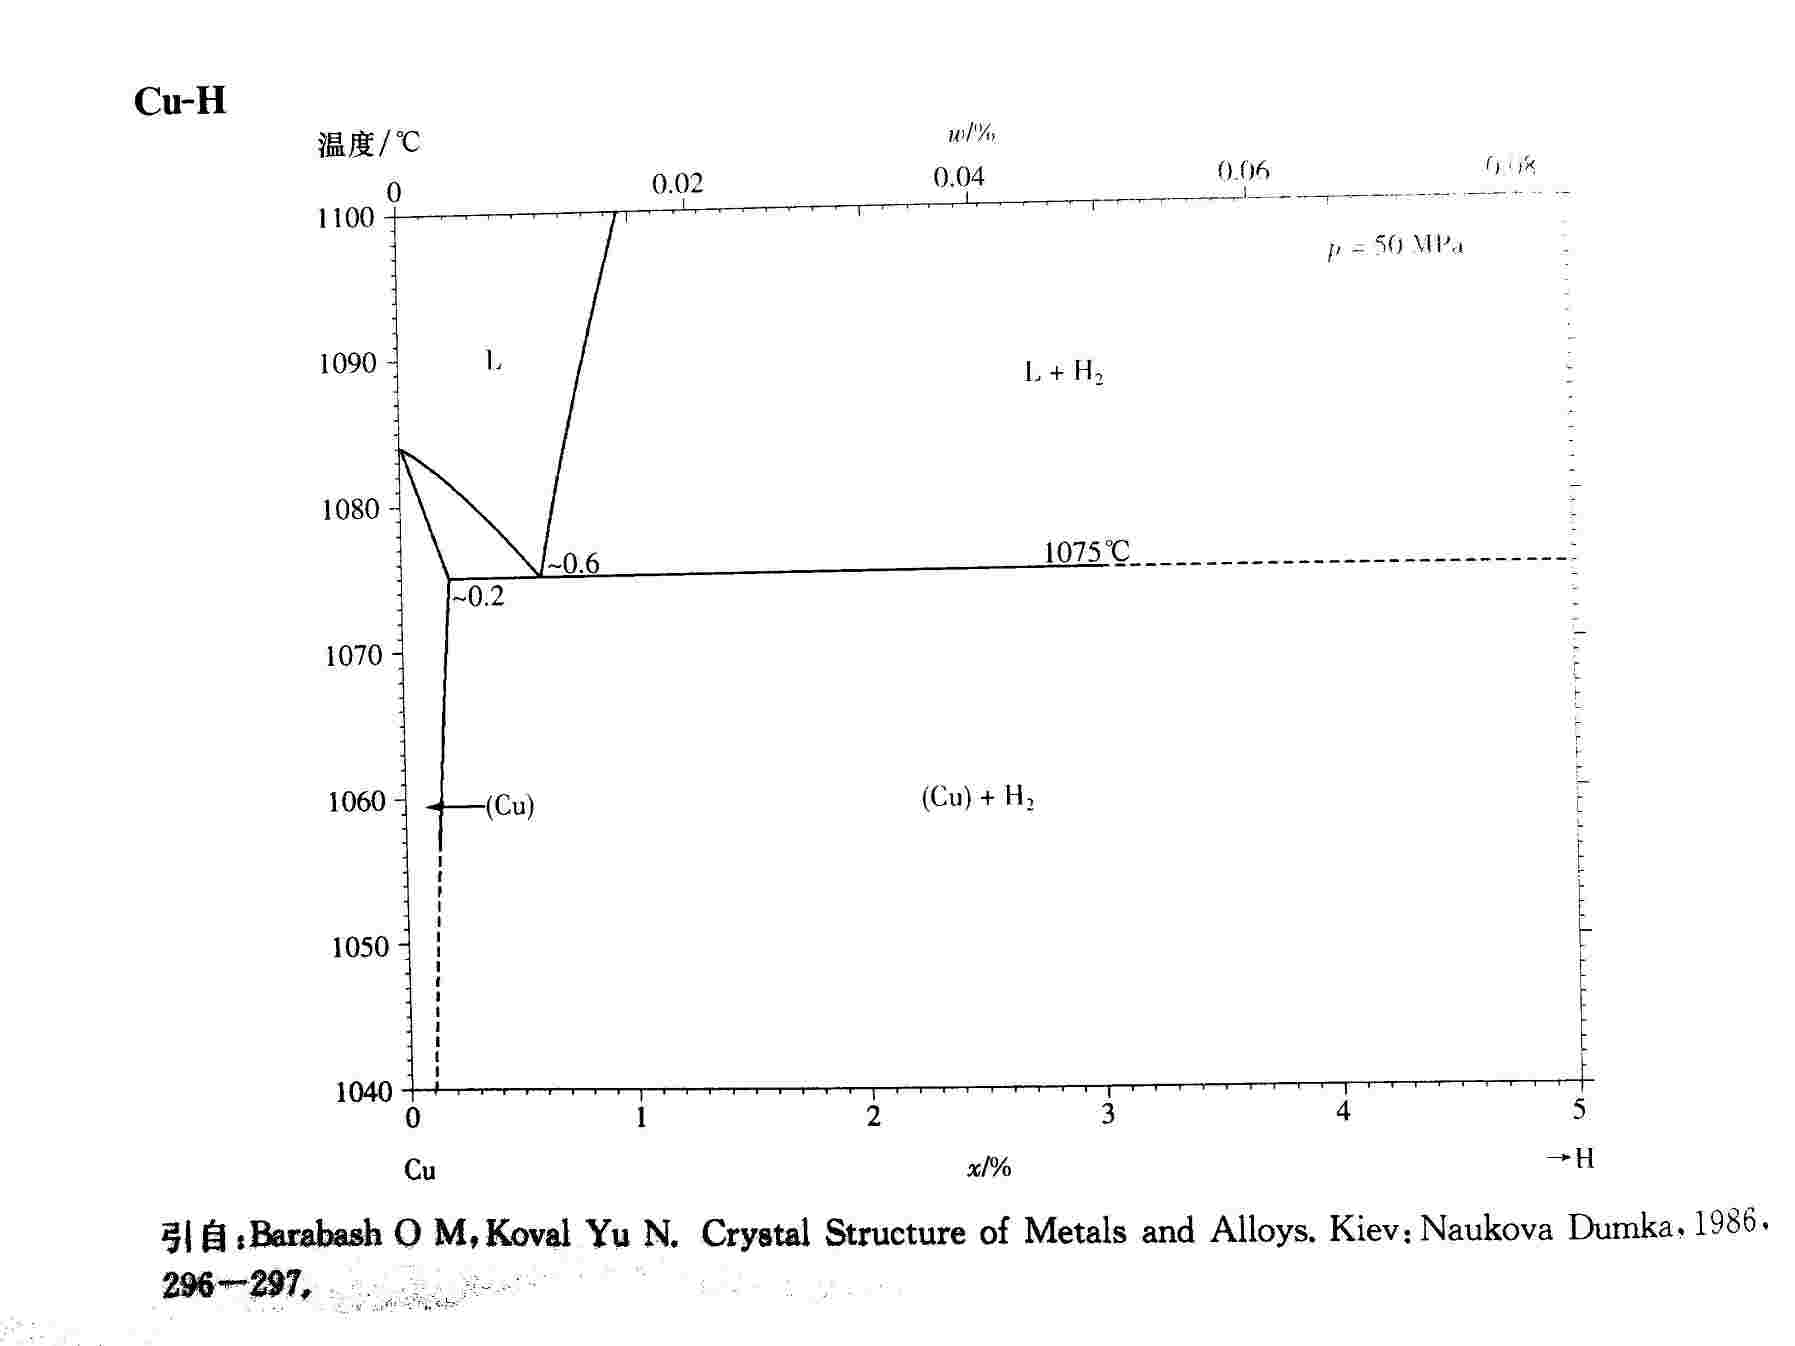 Cu-H
温度/℃
w/%
0 0.02 0.04 0.06 0.08
1100
p = 50 MPa
1090
L
L + H₂
1080
1075℃
~0.6
~0.2
1070
1060
(Cu)
(Cu) + H₂
1050
1040
0 1 2 3 4 5
Cu x/% →H
引自:Barabash O M, Koval Yu N. Crystal Structure of Metals and Alloys. Kiev: Naukova Dumka, 1986.
296—297.